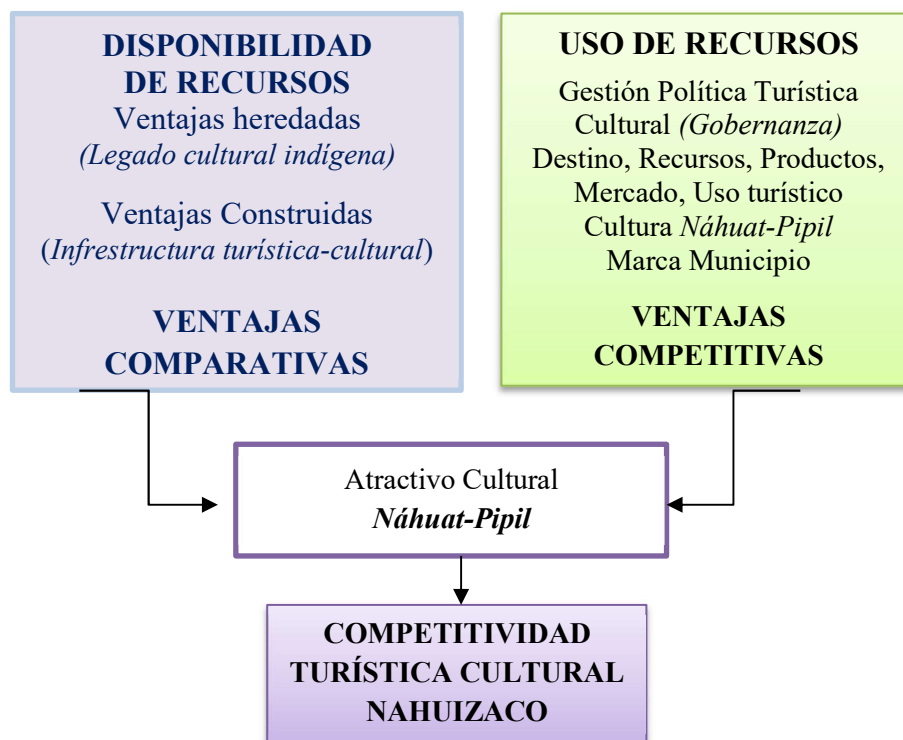 DISPONIBILIDAD
DE RECURSOS
Ventajas heredadas
(Legado cultural indígena)
Ventajas Construidas
(Infrestructura turística-cultural)
VENTAJAS
COMPARATIVAS
USO DE RECURSOS
Gestión Política Turística
Cultural (Gobernanza)
Destino, Recursos, Productos,
Mercado, Uso turístico
Cultura Náhuat-Pipil
Marca Municipio
VENTAJAS
COMPETITIVAS
Atractivo Cultural
Náhuat-Pipil
COMPETITIVIDAD
TURÍSTICA CULTURAL
NAHUIZACO